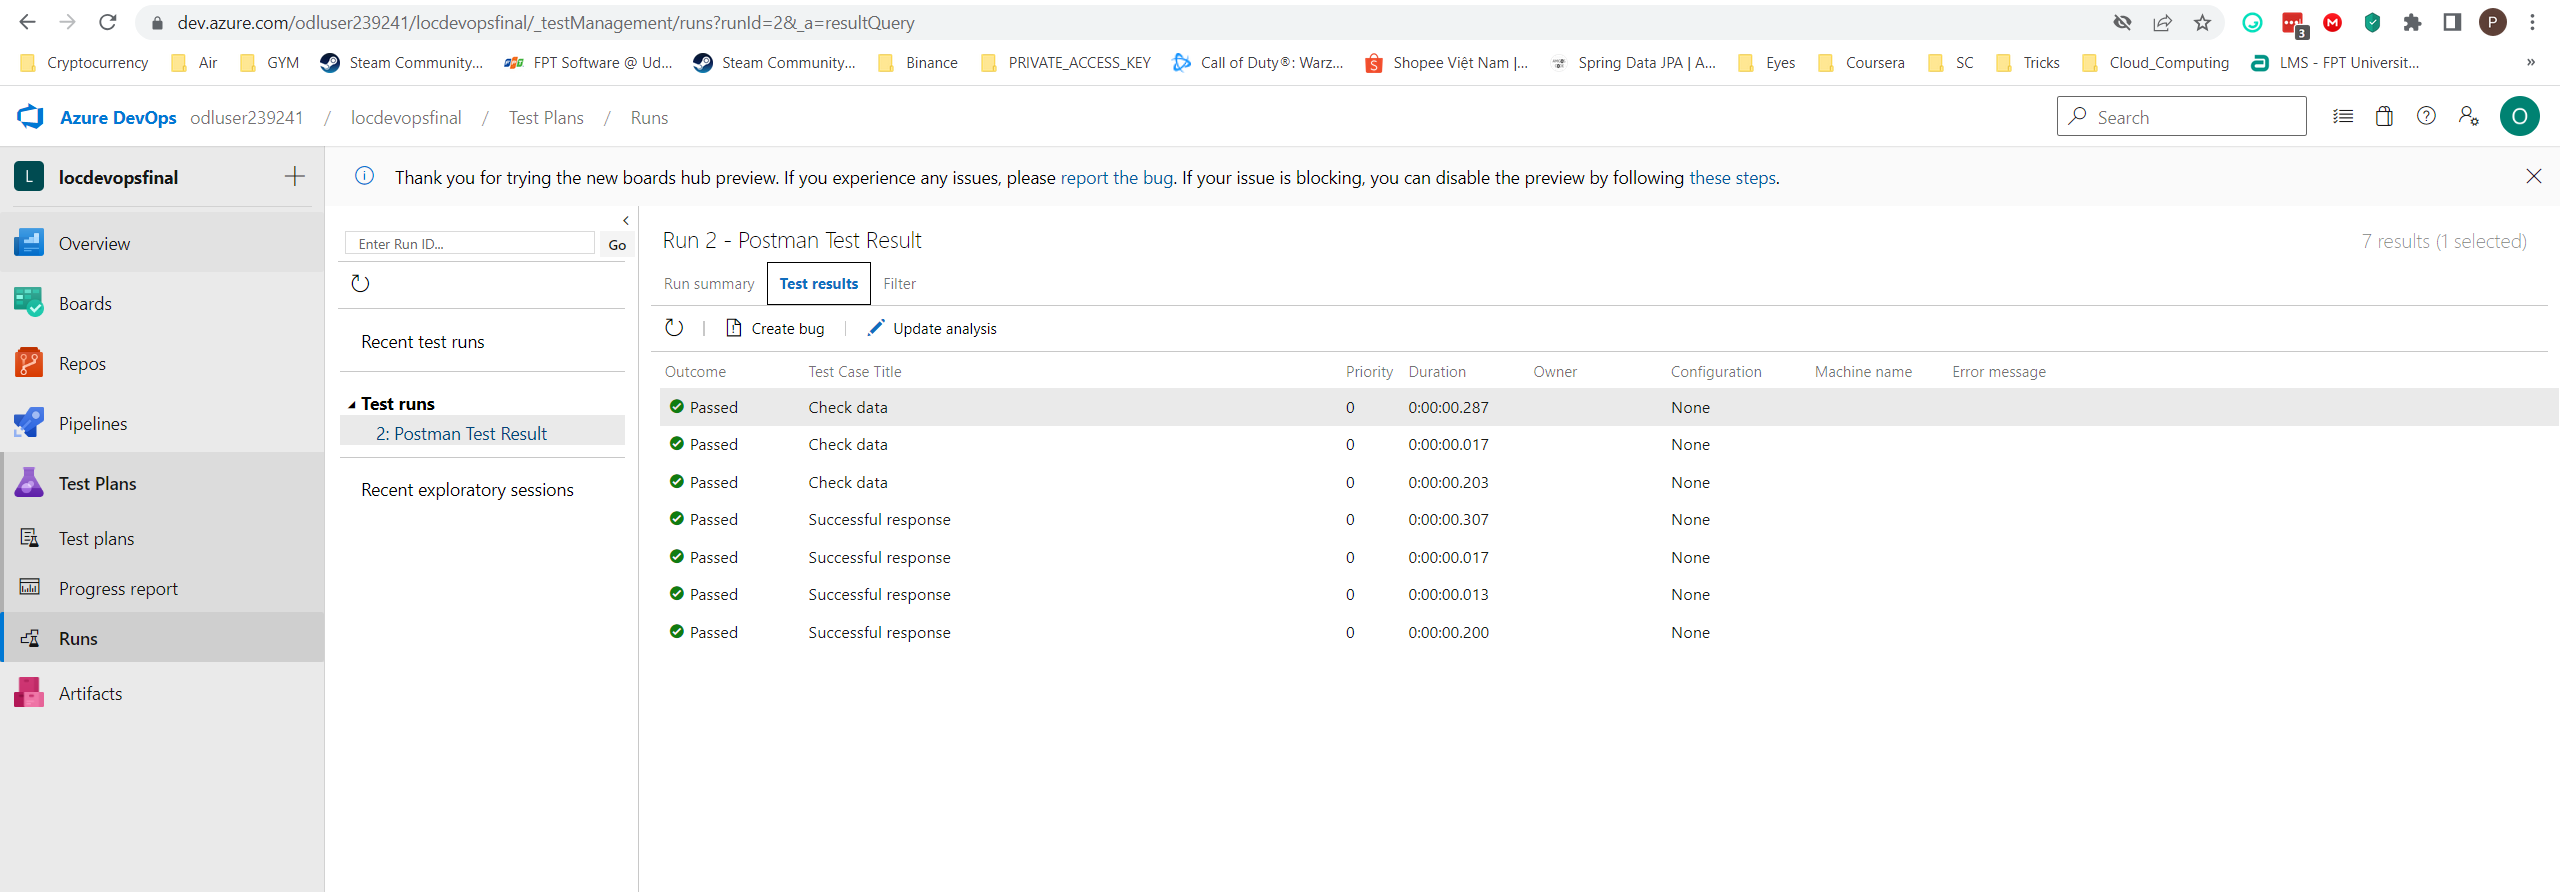 dev.azure.com/odluser239241/locdevopsfinal/_testManagement/runs?runId=2&_a=resultQuery
3
P
Cryptocurrency Air GYM Steam Community... FPT Software @ Ud... Steam Community... Binance PRIVATE_ACCESS_KEY Call of Duty®: Warz... Shopee Việt Nam |... Spring Data JPA | A... Eyes Coursera SC Tricks Cloud_Computing LMS - FPT Universit... »
Azure DevOps odluser239241 / locdevopsfinal / Test Plans / Runs
Search
O
L locdevopsfinal
Thank you for trying the new boards hub preview. If you experience any issues, please report the bug. If your issue is blocking, you can disable the preview by following these steps.
Overview
Boards
Repos
Pipelines
Test Plans
Test plans
Progress report
Runs
Artifacts
Enter Run ID... Go
Recent test runs
Test runs
2: Postman Test Result
Recent exploratory sessions
Run 2 - Postman Test Result
7 results (1 selected)
Run summary Test results Filter
Create bug Update analysis
Outcome Test Case Title Priority Duration Owner Configuration Machine name Error message
Passed Check data 0 0:00:00.287 None
Passed Check data 0 0:00:00.017 None
Passed Check data 0 0:00:00.203 None
Passed Successful response 0 0:00:00.307 None
Passed Successful response 0 0:00:00.017 None
Passed Successful response 0 0:00:00.013 None
Passed Successful response 0 0:00:00.200 None